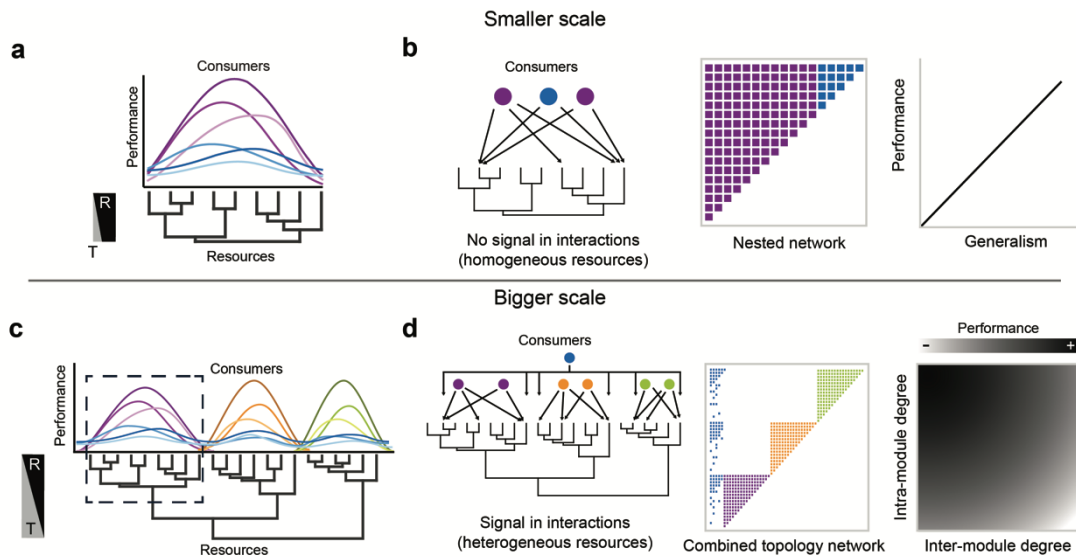 Smaller scale
a
Consumers
Performance
R
T
Resources
b
Consumers
No signal in interactions
(homogeneous resources)
Nested network
Performance
Generalism
Bigger scale
c
Consumers
Performance
R
T
Resources
d
Consumers
Signal in interactions
(heterogeneous resources)
Combined topology network
Performance
- +
Intra-module degree
Inter-module degree